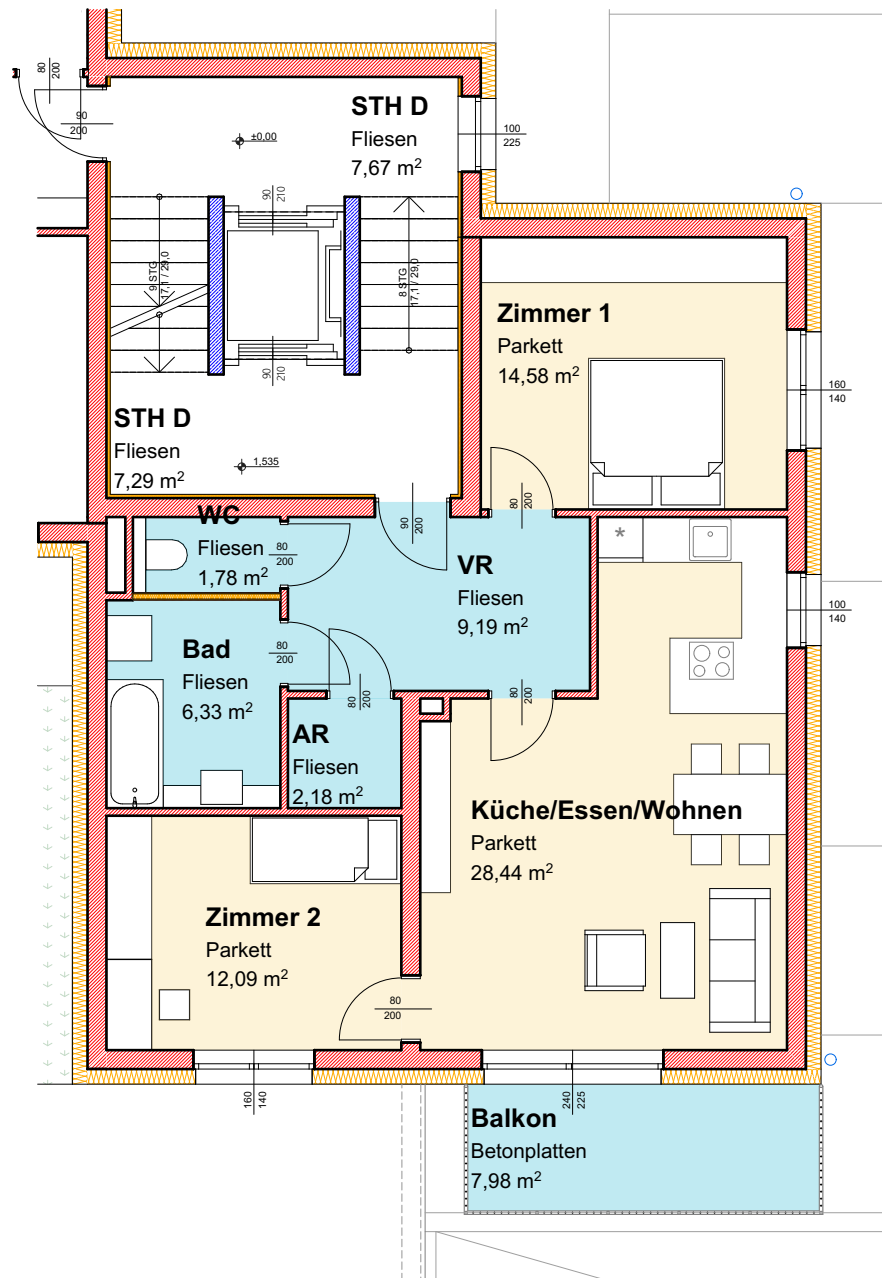 80
200
90
200
STH D
Fliesen
7,67 m²
±0,00
100
225
90
210
9 STG
17,1 / 29,0
8 STG
17,1 / 29,0
90
210
Zimmer 1
Parkett
14,58 m²
160
140
STH D
Fliesen
7,29 m²
1,535
WC
Fliesen
1,78 m²
80
200
90
200
80
200
VR
Fliesen
9,19 m²
*
100
140
Bad
Fliesen
6,33 m²
80
200
80
200
80
200
AR
Fliesen
2,18 m²
Küche/Essen/Wohnen
Parkett
28,44 m²
Zimmer 2
Parkett
12,09 m²
80
200
160
140
240
225
Balkon
Betonplatten
7,98 m²